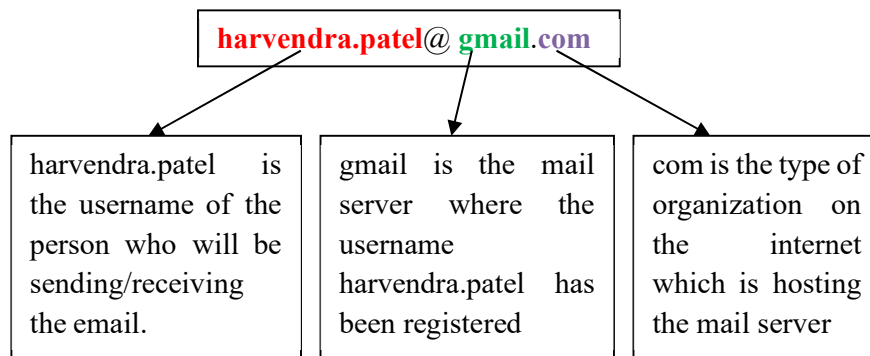 harvendra.patel@ gmail.com
harvendra.patel is
the username of the
person who will be
sending/receiving
the email.
gmail is the mail
server where the
username
harvendra.patel has
been registered
com is the type of
organization on
the internet
which is hosting
the mail server